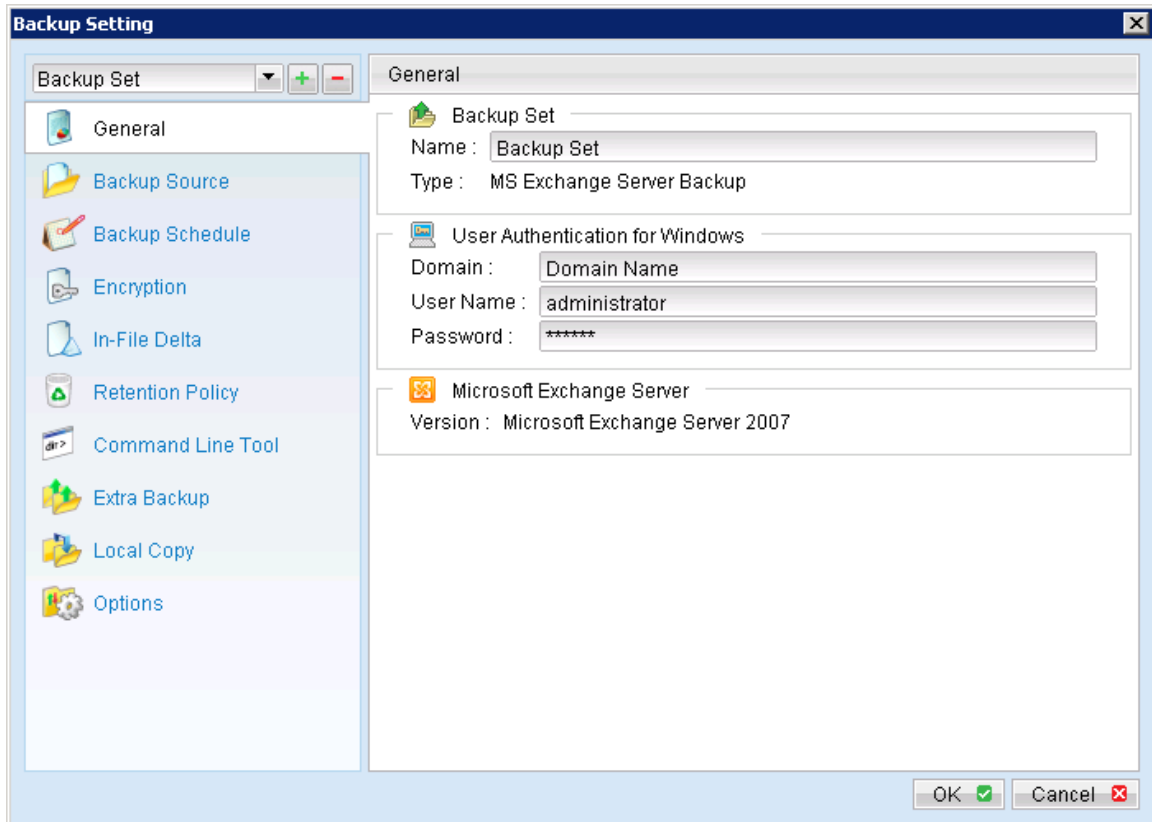 Backup Setting
Backup Set
General
Backup Source
Backup Schedule
Encryption
In-File Delta
Retention Policy
dir>
Command Line Tool
Extra Backup
Local Copy
Options
General
Backup Set
Name : Backup Set
Type : MS Exchange Server Backup
User Authentication for Windows
Domain : Domain Name
User Name : administrator
Password : ******
Microsoft Exchange Server
Version : Microsoft Exchange Server 2007
OK
Cancel